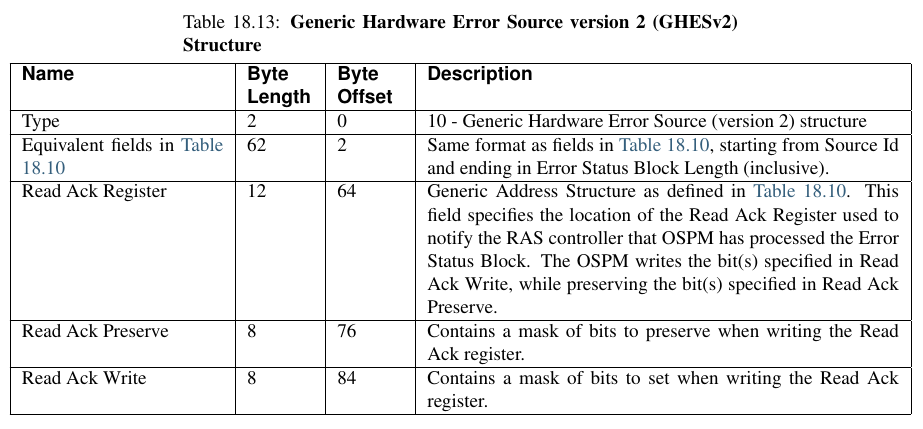 Table 18.13: Generic Hardware Error Source version 2 (GHESv2)
Structure
Name Byte Length Byte Offset Description
Type 2 0 10 - Generic Hardware Error Source (version 2) structure
Equivalent fields in Table 18.10 62 2 Same format as fields in Table 18.10, starting from Source Id
and ending in Error Status Block Length (inclusive).
Read Ack Register 12 64 Generic Address Structure as defined in Table 18.10. This
field specifies the location of the Read Ack Register used to
notify the RAS controller that OSPM has processed the Error
Status Block. The OSPM writes the bit(s) specified in Read
Ack Write, while preserving the bit(s) specified in Read Ack
Preserve.
Read Ack Preserve 8 76 Contains a mask of bits to preserve when writing the Read
Ack register.
Read Ack Write 8 84 Contains a mask of bits to set when writing the Read Ack
register.